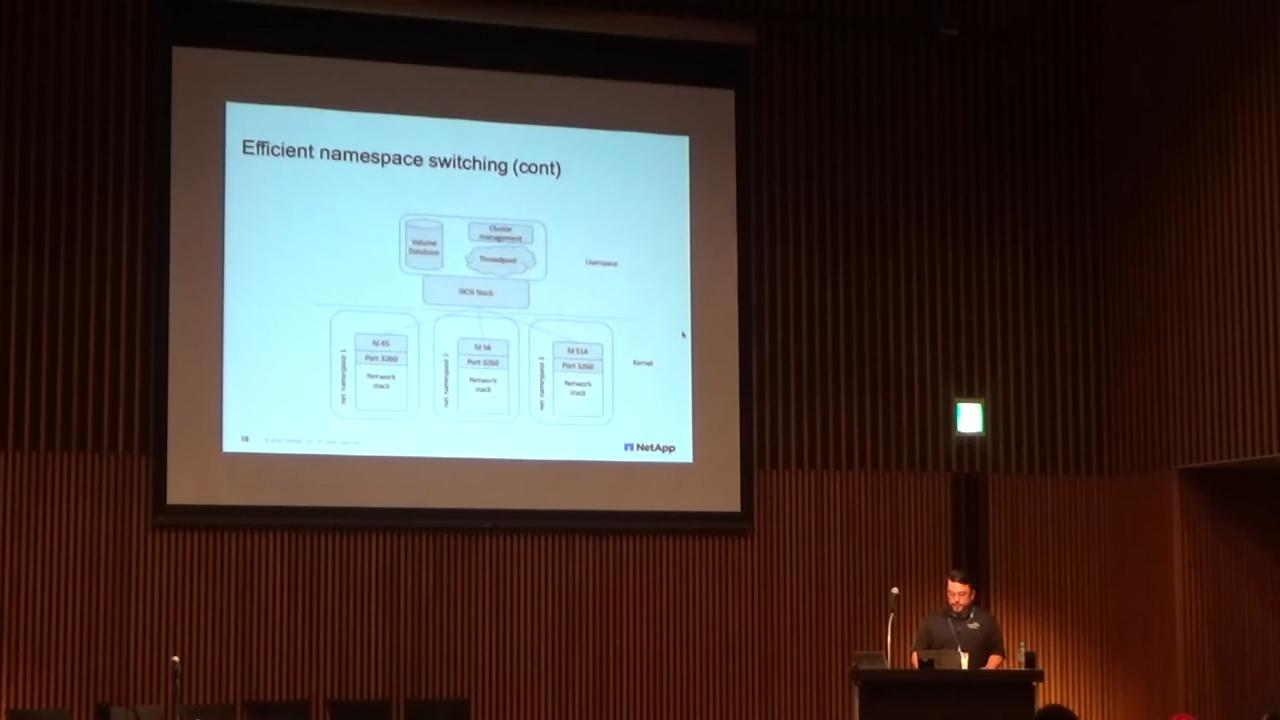 Efficient namespace switching (cont)
Volume
Database
Cluster
management
Threadpool
Userspace
iSCSI Stack
net namespace 1
fd 45
Port 3260
Network
stack
net namespace 2
fd 56
Port 3260
Network
stack
net namespace 3
fd 514
Port 3260
Network
stack
Kernel
NetApp